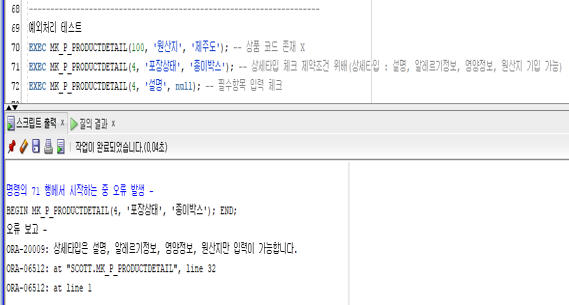 68 --------------------------------------------------------------
69 예외처리 테스트
70 EXEC MK_P_PRODUCTDETAIL(100, '원산지', '제주도'); -- 상품 코드 존재 X
71 EXEC MK_P_PRODUCTDETAIL(4, '포장상태', '종이박스'); -- 상세타입 체크 제약조건 위배(상세타입 : 설명, 알레르기정보, 영양정보, 원산지 기입 가능)
72 EXEC MK_P_PRODUCTDETAIL(4, '설명', null); -- 필수항목 입력 체크
스크립트 출력 x 질의 결과 x
작업이 완료되었습니다.(0.04초)
명령의 71 행에서 시작하는 중 오류 발생 -
BEGIN MK_P_PRODUCTDETAIL(4, '포장상태', '종이박스'); END;
오류 보고 -
ORA-20009: 상세타입은 설명, 알레르기정보, 영양정보, 원산지만 입력이 가능합니다.
ORA-06512: at "SCOTT.MK_P_PRODUCTDETAIL", line 32
ORA-06512: at line 1